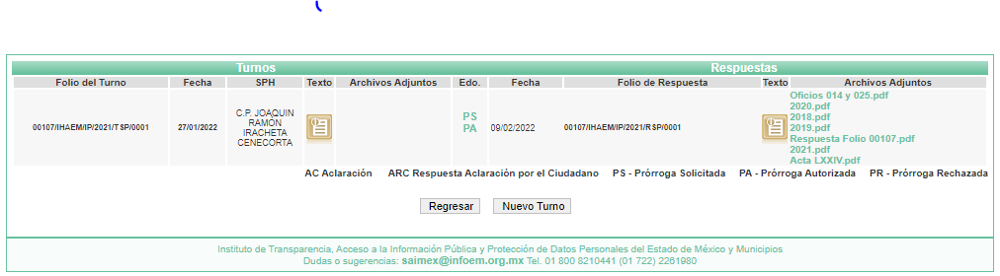 Turnos Respuestas
Folio del Turno Fecha SPH Texto Archivos Adjuntos Edo. Fecha Folio de Respuesta Texto Archivos Adjuntos
00107/IHAEM/IP/2021/TSP/0001 27/01/2022
C.P. JOAQUIN
RAMÓN
IRACHETA
CENECORTA
PS
PA
09/02/2022 00107/IHAEM/IP/2021/RSP/0001
Oficios 014 y 025.pdf
2020.pdf
2018.pdf
2019.pdf
Respuesta Folio 00107.pdf
2021.pdf
Acta LXXIV.pdf
AC Aclaración ARC Respuesta Aclaración por el Ciudadano PS - Prórroga Solicitada PA - Prórroga Autorizada PR - Prórroga Rechazada
Regresar Nuevo Turno
Instituto de Transparencia, Acceso a la Información Pública y Protección de Datos Personales del Estado de México y Municipios
Dudas o sugerencias: saimex@infoem.org.mx Tel. 01 800 8210441 (01 722) 2261980